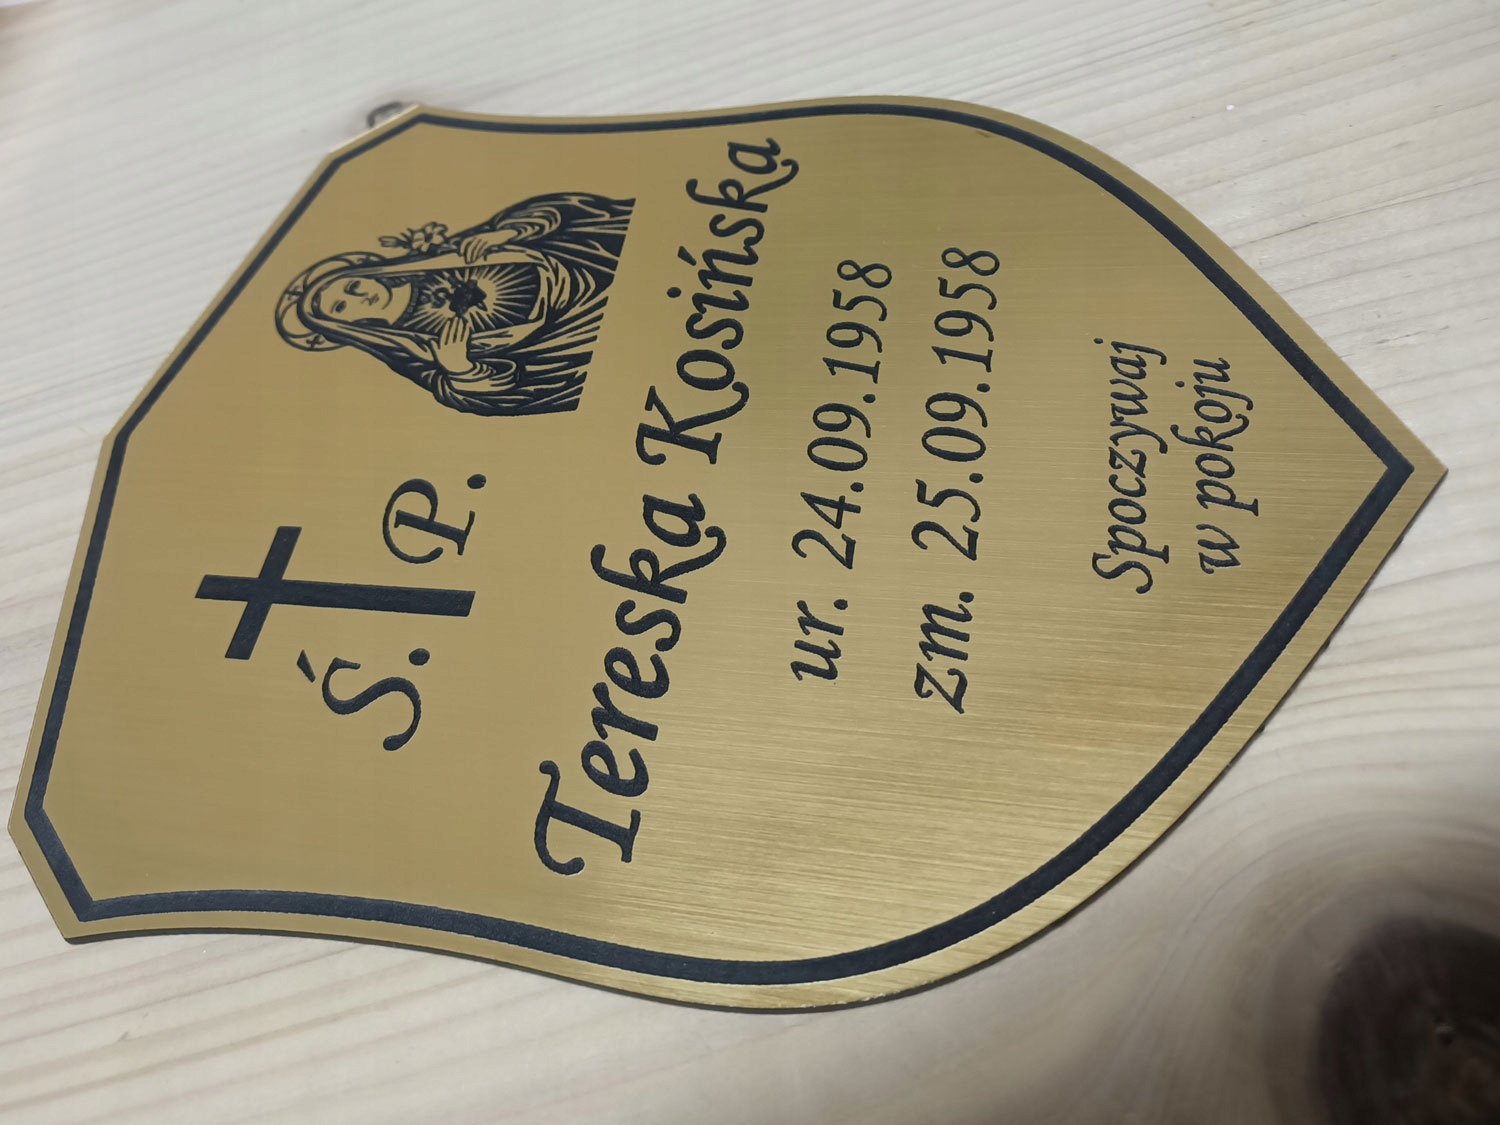 Ś. P.
Tereska Kosińska
ur. 24.09.1958
zm. 25.09.1958
Spoczywaj
w pokoju